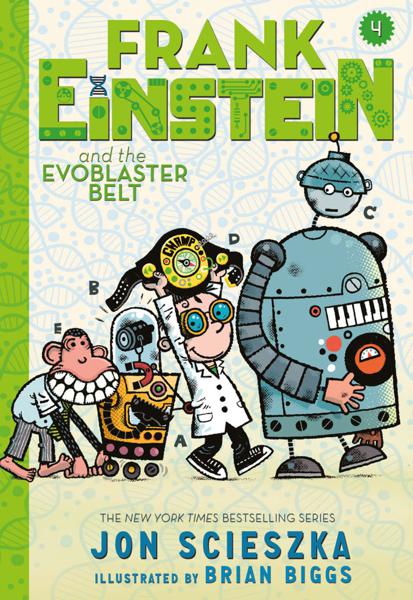 FRANK
4
EINSTEIN
and the
EVOBLASTER
BELT
C
CHAMP
D
B
E
A
THE NEW YORK TIMES BESTSELLING SERIES
JON SCIESZKA
ILLUSTRATED BY BRIAN BIGGS